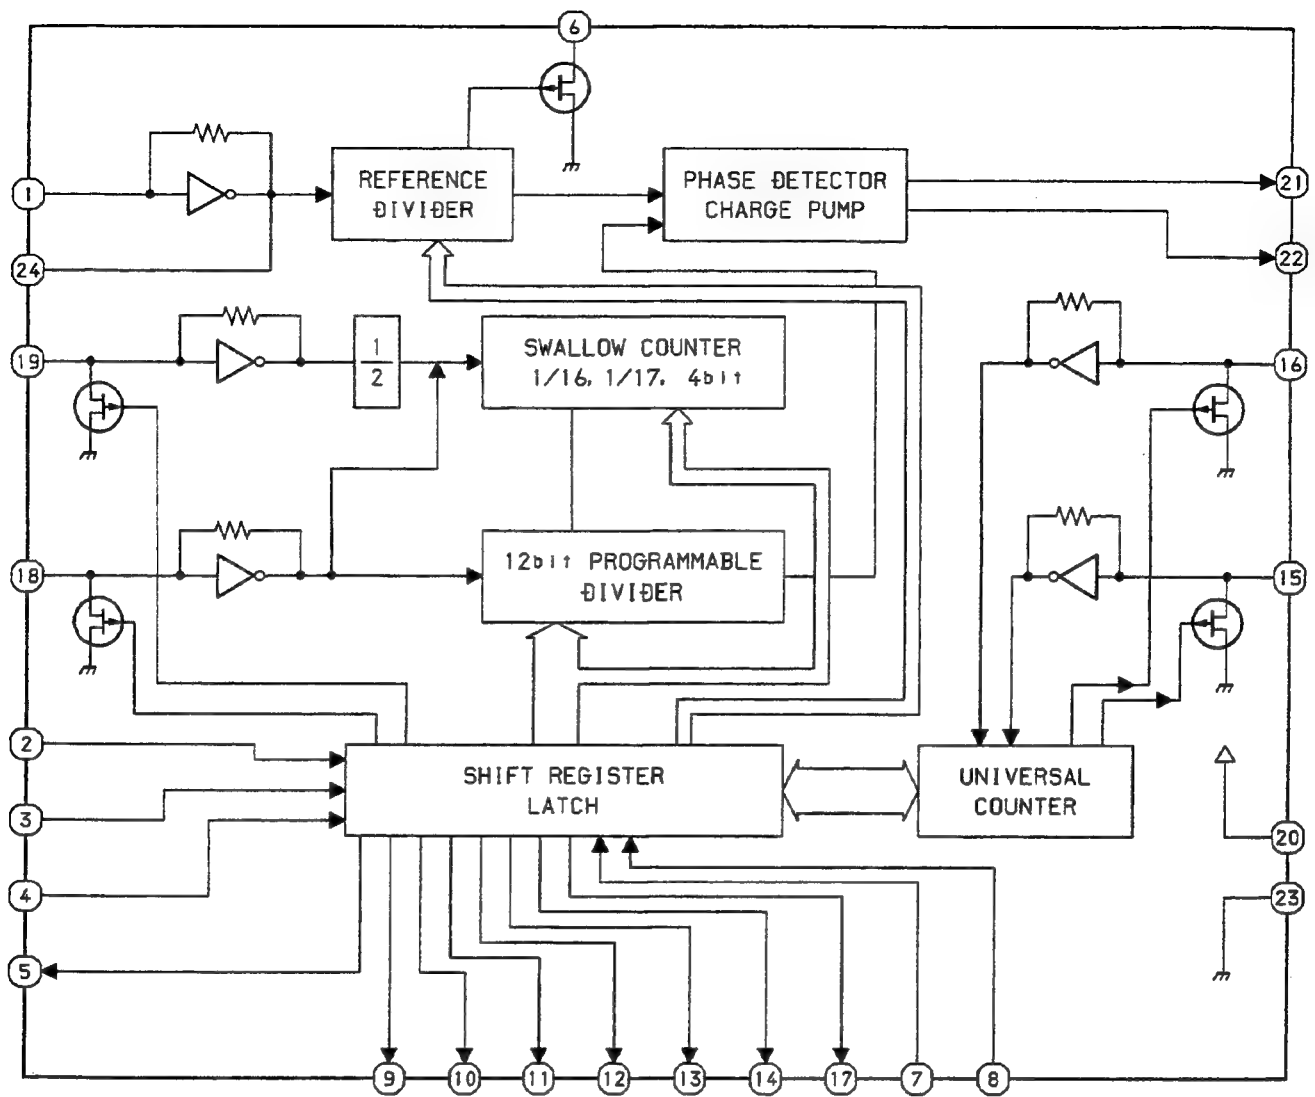 6
REFERENCE
DIVIDER
PHASE DETECTOR
CHARGE PUMP
1
21
24
22
19
1
2
SWALLOW COUNTER
1/16, 1/17, 4bit
16
18
12bit PROGRAMMABLE
DIVIDER
15
2
SHIFT REGISTER
LATCH
UNIVERSAL
COUNTER
3
20
4
23
5
9
10
11
12
13
14
17
7
8